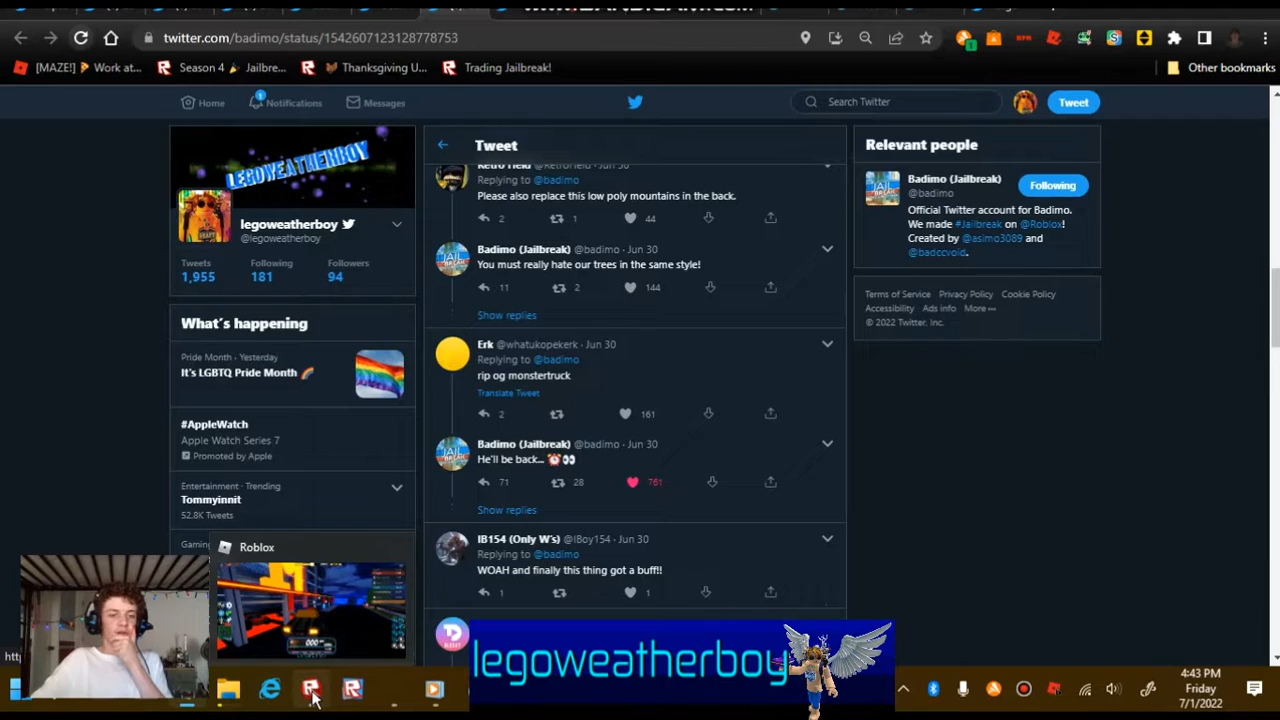 twitter.com/badimo/status/1542607123128778753
[MAZE!] Work at...
Season 4 Jailbre...
Thanksgiving U...
Trading Jailbreak!
Other bookmarks
Home
1
Notifications
Messages
Search Twitter
Tweet
legoweatherboy
@legoweatherboy
Tweets
Following
Followers
1,955
181
94
What's happening
Pride Month · Yesterday
It's LGBTQ Pride Month
#AppleWatch
Apple Watch Series 7
Promoted by Apple
Entertainment · Trending
Tommyinnit
52.8K Tweets
Tweet
Replying to @badimo
Please also replace this low poly mountains in the back.
2 1 44
Badimo (Jailbreak) @badimo · Jun 30
You must really hate our trees in the same style!
11 2 144
Show replies
Erk @whatukopekerk · Jun 30
Replying to @badimo
rip og monstertruck
Translate Tweet
2 161
Badimo (Jailbreak) @badimo · Jun 30
He'll be back... ⏰👀
71 28 761
Show replies
IB154 (Only W's) @IBoy154 · Jun 30
Replying to @badimo
WOAH and finally this thing got a buff!!
1 1
Relevant people
Badimo (Jailbreak)
@badimo
Following
Official Twitter account for Badimo.
We made #Jailbreak on @Roblox!
Created by @asimo3089 and
@badccvoid.
Terms of Service Privacy Policy Cookie Policy
Accessibility Ads info More
© 2022 Twitter, Inc.
Roblox
000
legoweatherboy
4:43 PM
Friday
7/1/2022